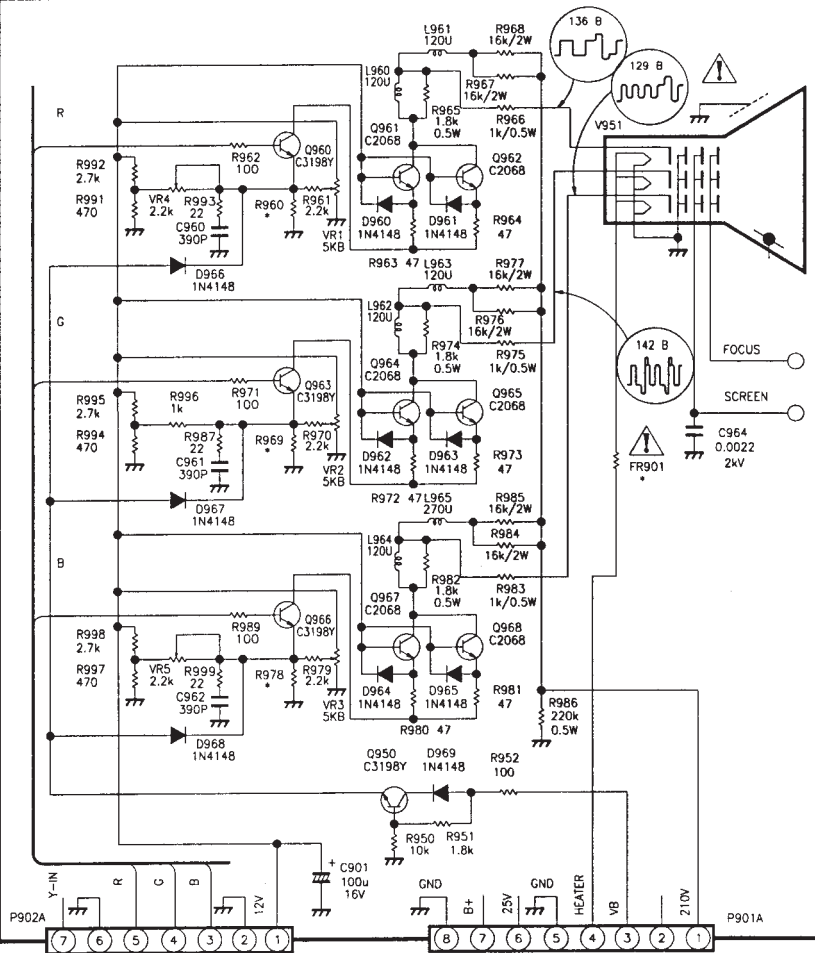 L961
120U
R968
16k/2W
136 B
129 B
L960
120U
R967
16k/2W
R
R965
1.8k
0.5W
R966
1k/0.5W
V951
Q960
C3198Y
Q961
C2068
Q962
C2068
R962
100
R992
2.7k
R991
470
VR4
2.2k
R993
22
C960
390P
R960
*
R961
2.2k
VR1
5KB
D960
1N4148
D961
1N4148
R964
47
R963 47
D966
1N4148
L963
120U
R977
16k/2W
L962
120U
R976
16k/2W
G
R974
1.8k
0.5W
R975
1k/0.5W
142 B
FOCUS
Q963
C3198Y
Q964
C2068
Q965
C2068
SCREEN
R995
2.7k
R996
1k
R971
100
R994
470
R987
22
C961
390P
R969
*
R970
2.2k
VR2
5KB
D962
1N4148
D963
1N4148
R973
47
C964
0.0022
2kV
FR901
*
R972 47
D967
1N4148
L965
270U
R985
16k/2W
L964
120U
R984
16k/2W
B
R982
1.8k
0.5W
R983
1k/0.5W
Q966
C3198Y
Q967
C2068
Q968
C2068
R989
100
R998
2.7k
R997
470
VR5
2.2k
R999
22
C962
390P
R978
*
R979
2.2k
VR3
5KB
D964
1N4148
D965
1N4148
R981
47
R986
220k
0.5W
R980 47
D968
1N4148
Q950
C3198Y
D969
1N4148
R952
100
R950
10k
R951
1.8k
+
C901
100u
16V
Y-IN
R
G
B
12V
GND
B+
25V
GND
HEATER
VB
210V
P902A
7 6 5 4 3 2 1
8 7 6 5 4 3 2 1
P901A